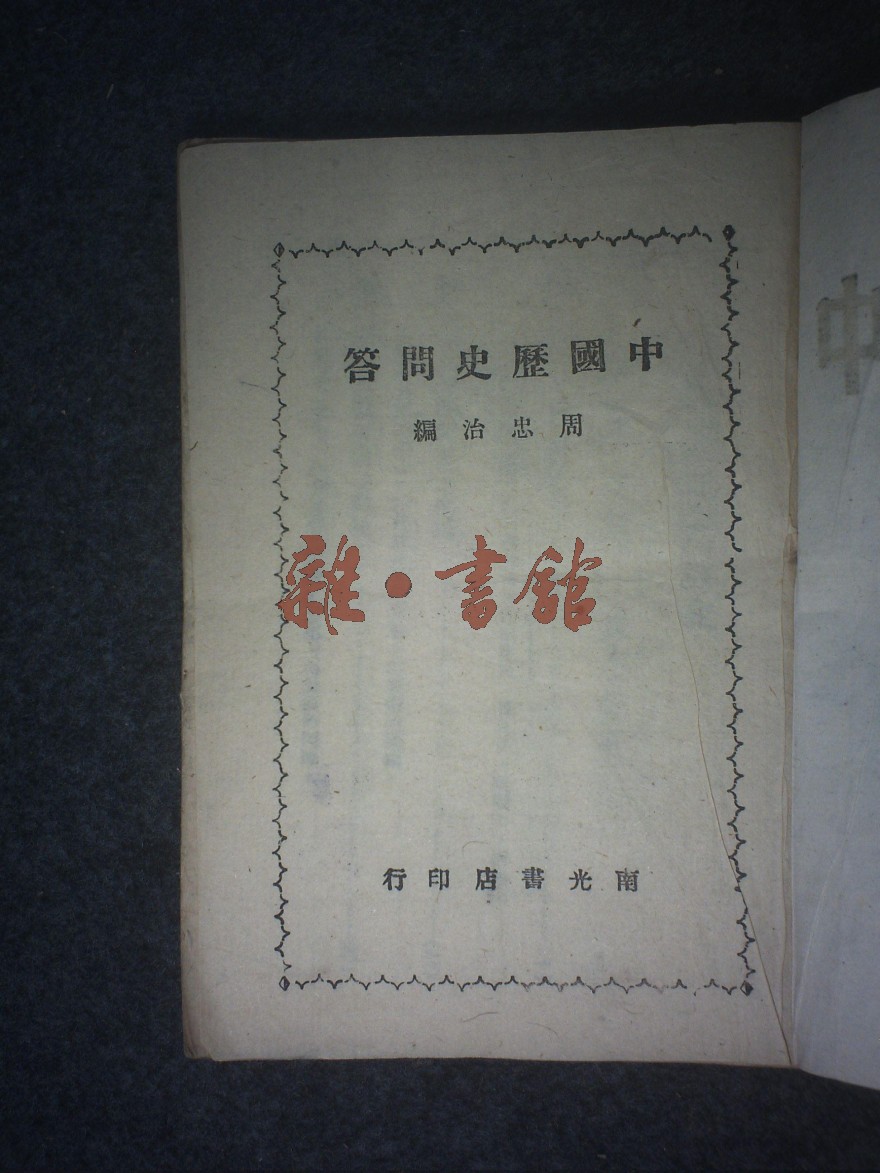 中國歷史問答
周忠治編
雜·書館
南光書店印行
中